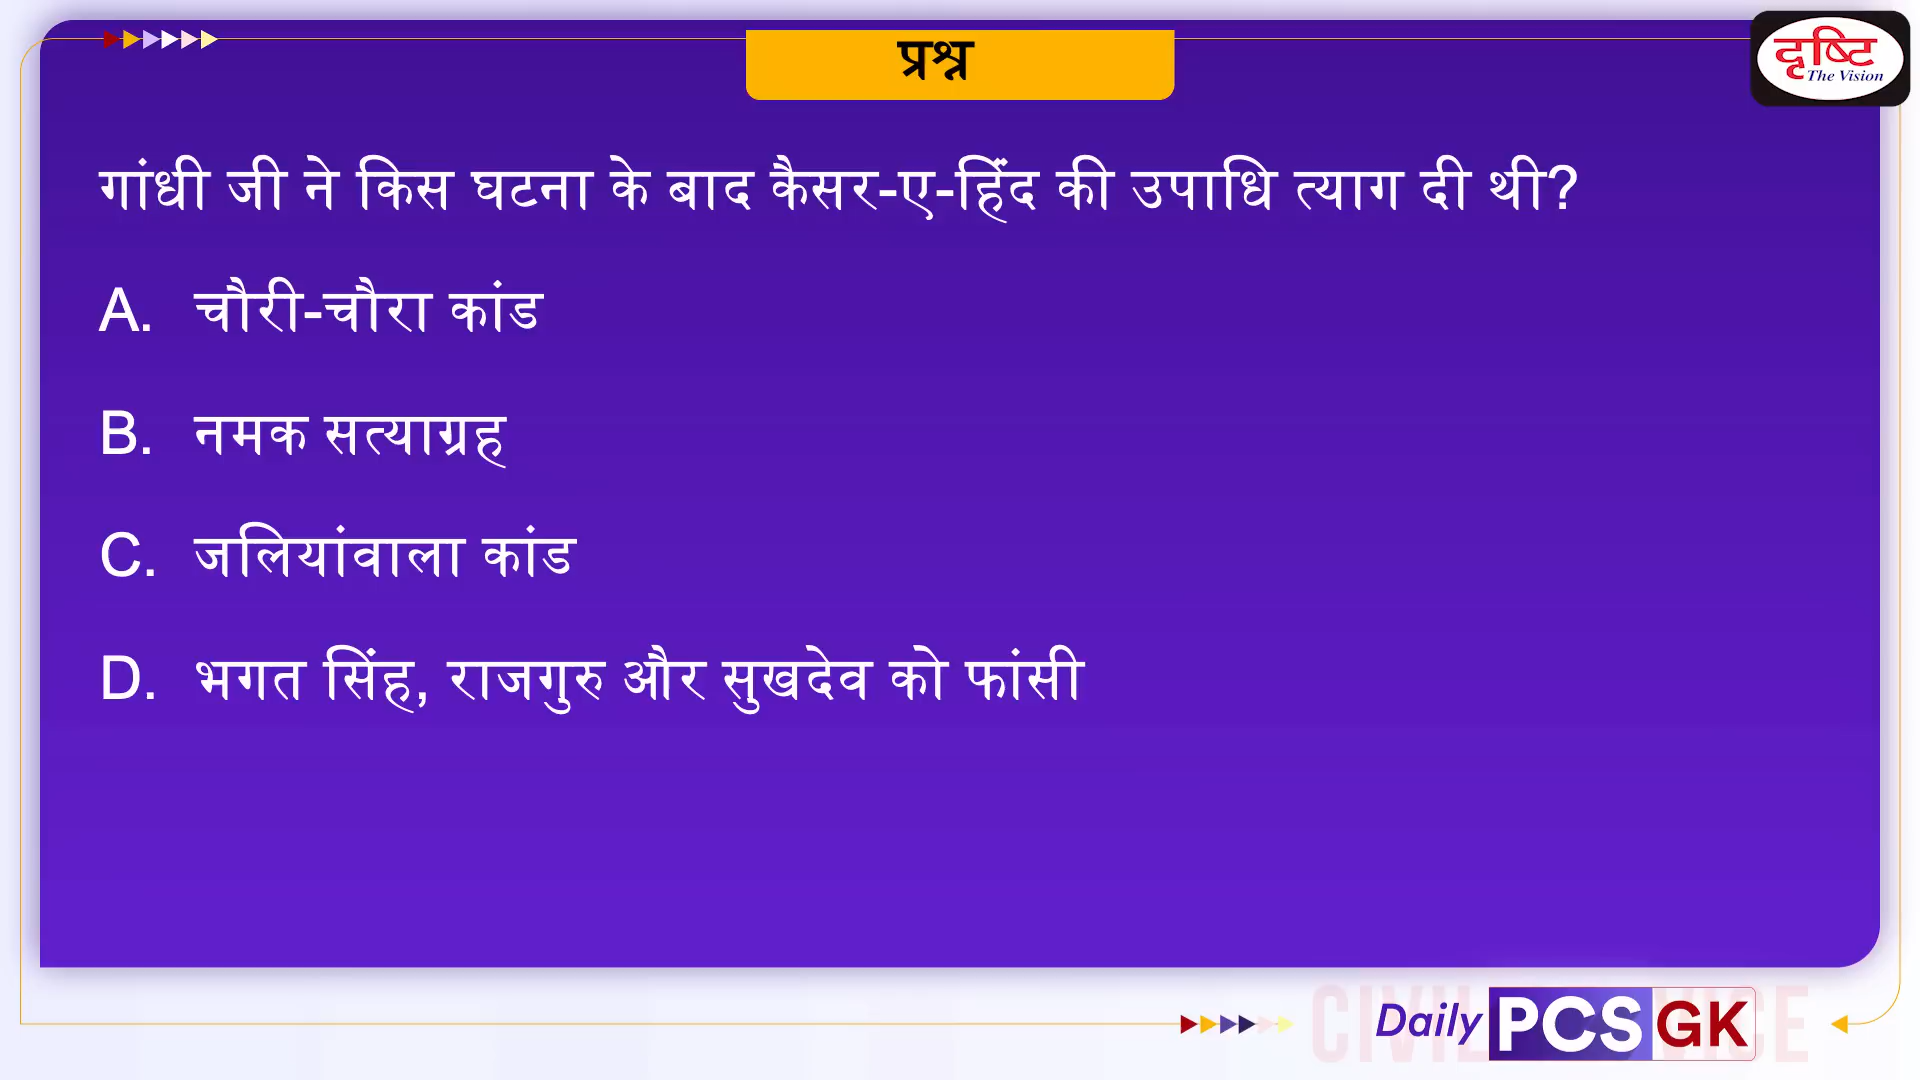 प्रश्न
दृष्टि
The Vision
गांधी जी ने किस घटना के बाद कैसर-ए-हिंद की उपाधि त्याग दी थी?
A. चौरी-चौरा कांड
B. नमक सत्याग्रह
C. जलियांवाला कांड
D. भगत सिंह, राजगुरु और सुखदेव को फांसी
Daily PCS GK